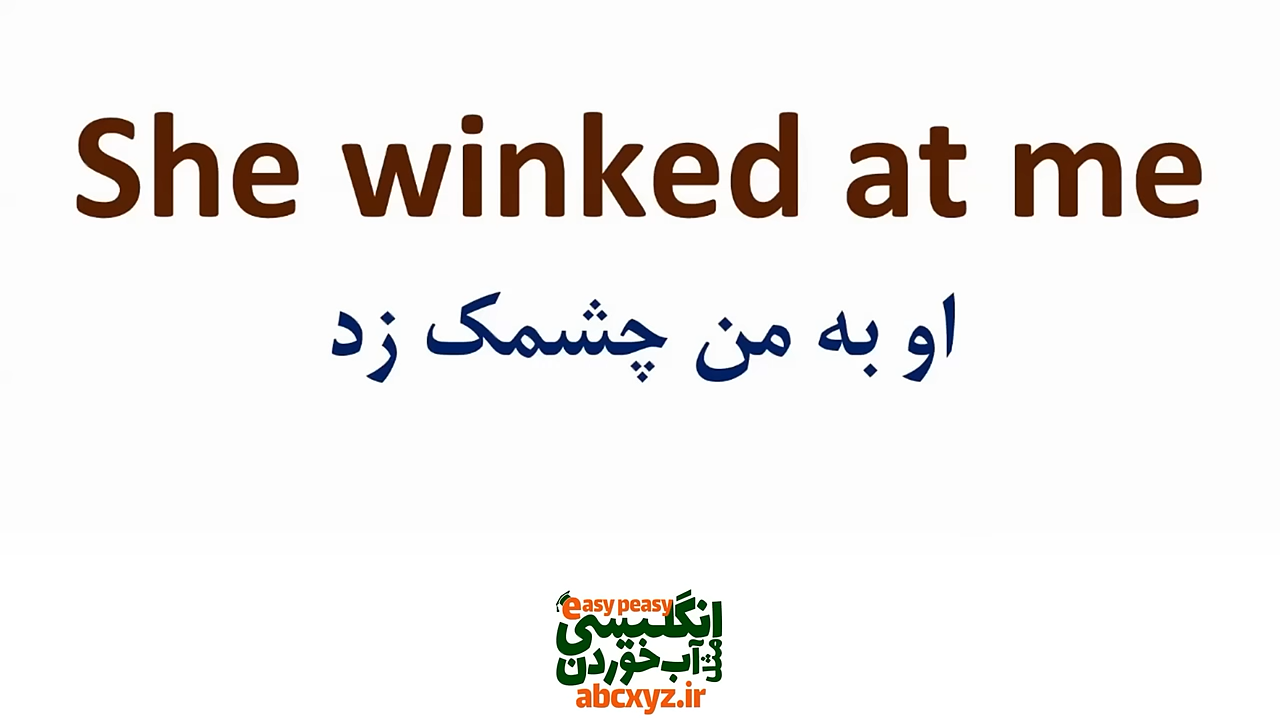 She winked at me
او به من چشمک زد
easy peasy
انگلیسی
مثل
آب خوردن
abcxyz.ir